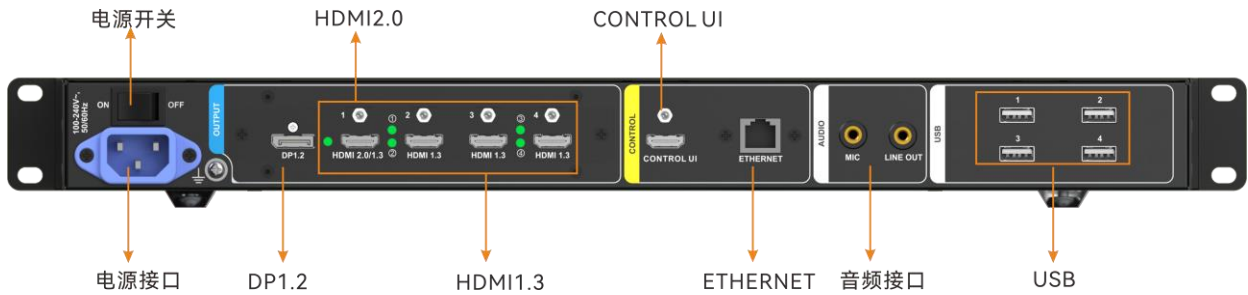 电源开关
HDMI2.0
CONTROL UI
100-240V~,
50/60Hz
ON
OFF
OUTPUT
DP1.2
1
2
3
4
①
②
③
④
HDMI 2.0/1.3
HDMI 1.3
HDMI 1.3
HDMI 1.3
CONTROL
CONTROL UI
ETHERNET
AUDIO
MIC
LINE OUT
USB
1
2
3
4
电源接口
DP1.2
HDMI1.3
ETHERNET
音频接口
USB